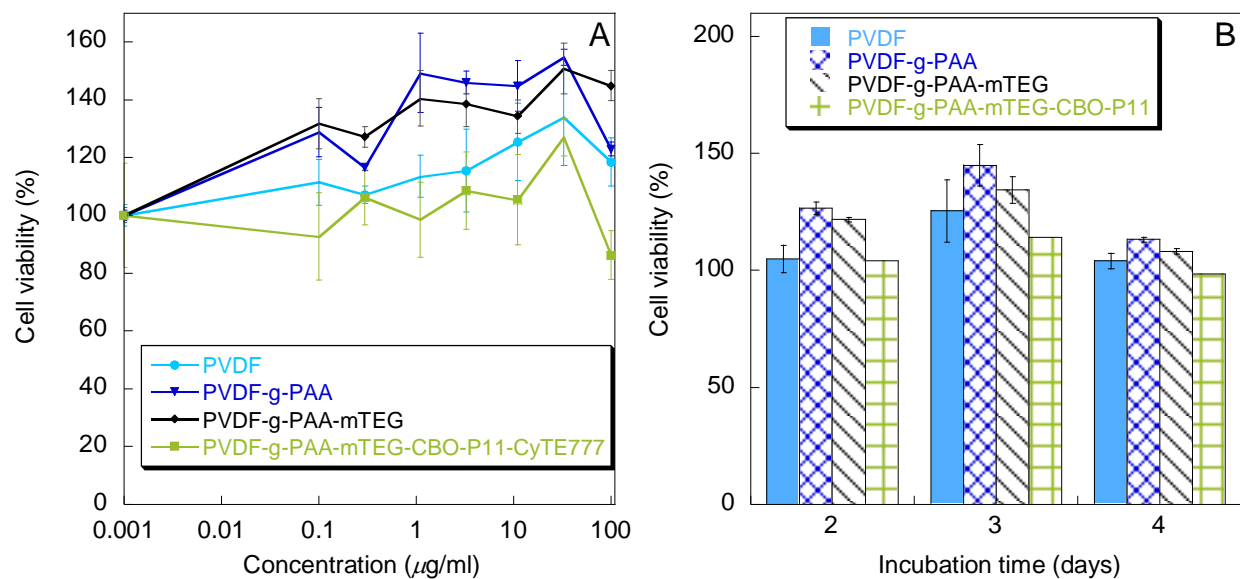 A
Cell viability (%)
160
140
120
100
80
60
40
20
0
PVDF
PVDF-g-PAA
PVDF-g-PAA-mTEG
PVDF-g-PAA-mTEG-CBO-P11-CyTE777
0.001
0.01
0.1
1
10
100
Concentration (μg/ml)
B
Cell viability (%)
200
150
100
50
0
PVDF
PVDF-g-PAA
PVDF-g-PAA-mTEG
PVDF-g-PAA-mTEG-CBO-P11
2
3
4
Incubation time (days)